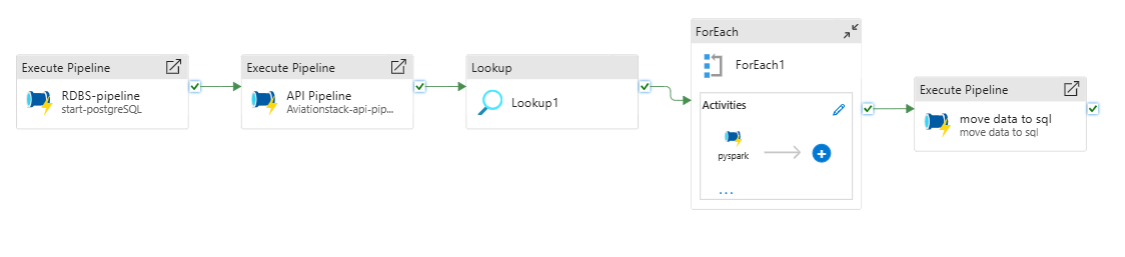 Execute Pipeline
RDBS-pipeline
start-postgreSQL
Execute Pipeline
API Pipeline
Aviationstack-api-pip...
Lookup
Lookup1
ForEach
ForEach1
Activities
pyspark
...
Execute Pipeline
move data to sql
move data to sql